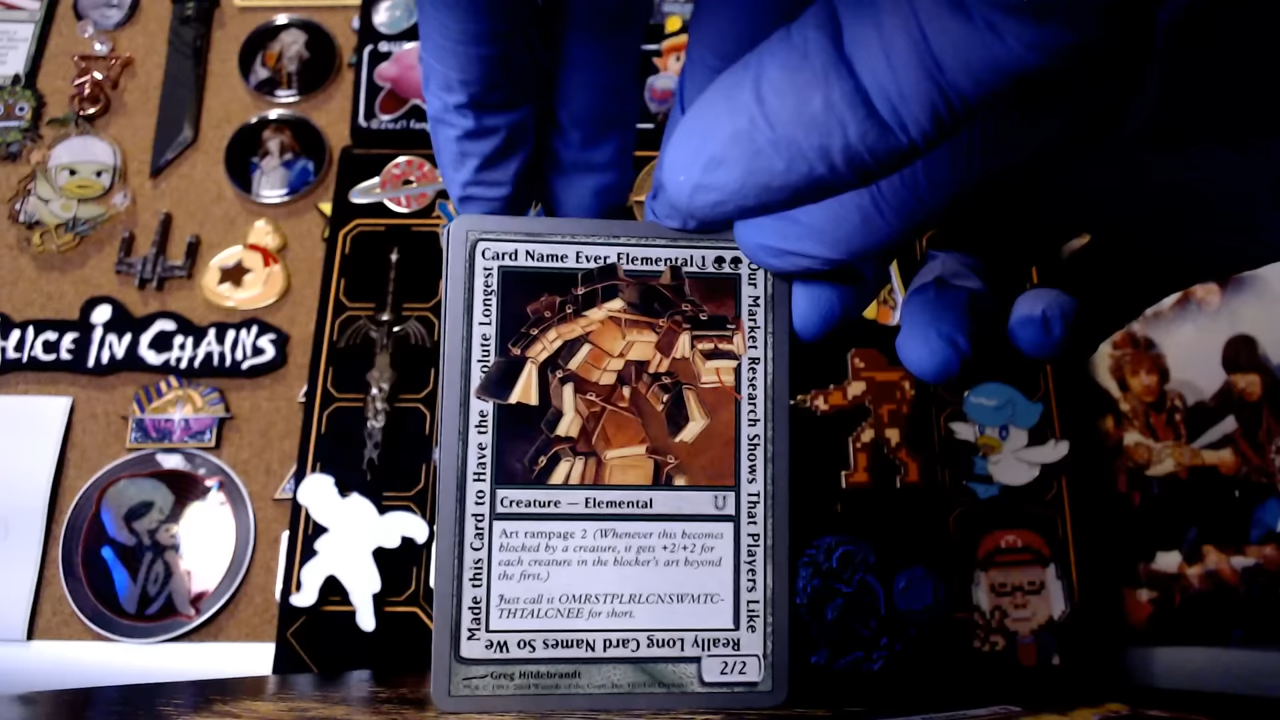 ALICE IN CHAINS
Card Name Ever Elemental 1
Our Market Research Shows That Players Like
Really Long Card Names So We
Made this Card to Have the olute Longest
Creature — Elemental
Art rampage 2 (Whenever this becomes
blocked by a creature, it gets +2/+2 for
each creature in the blocker's art beyond
the first.)
Just call it OMRSTPLRLCNSWMTC-
THTALCNEE for short.
2/2
Greg Hildebrandt